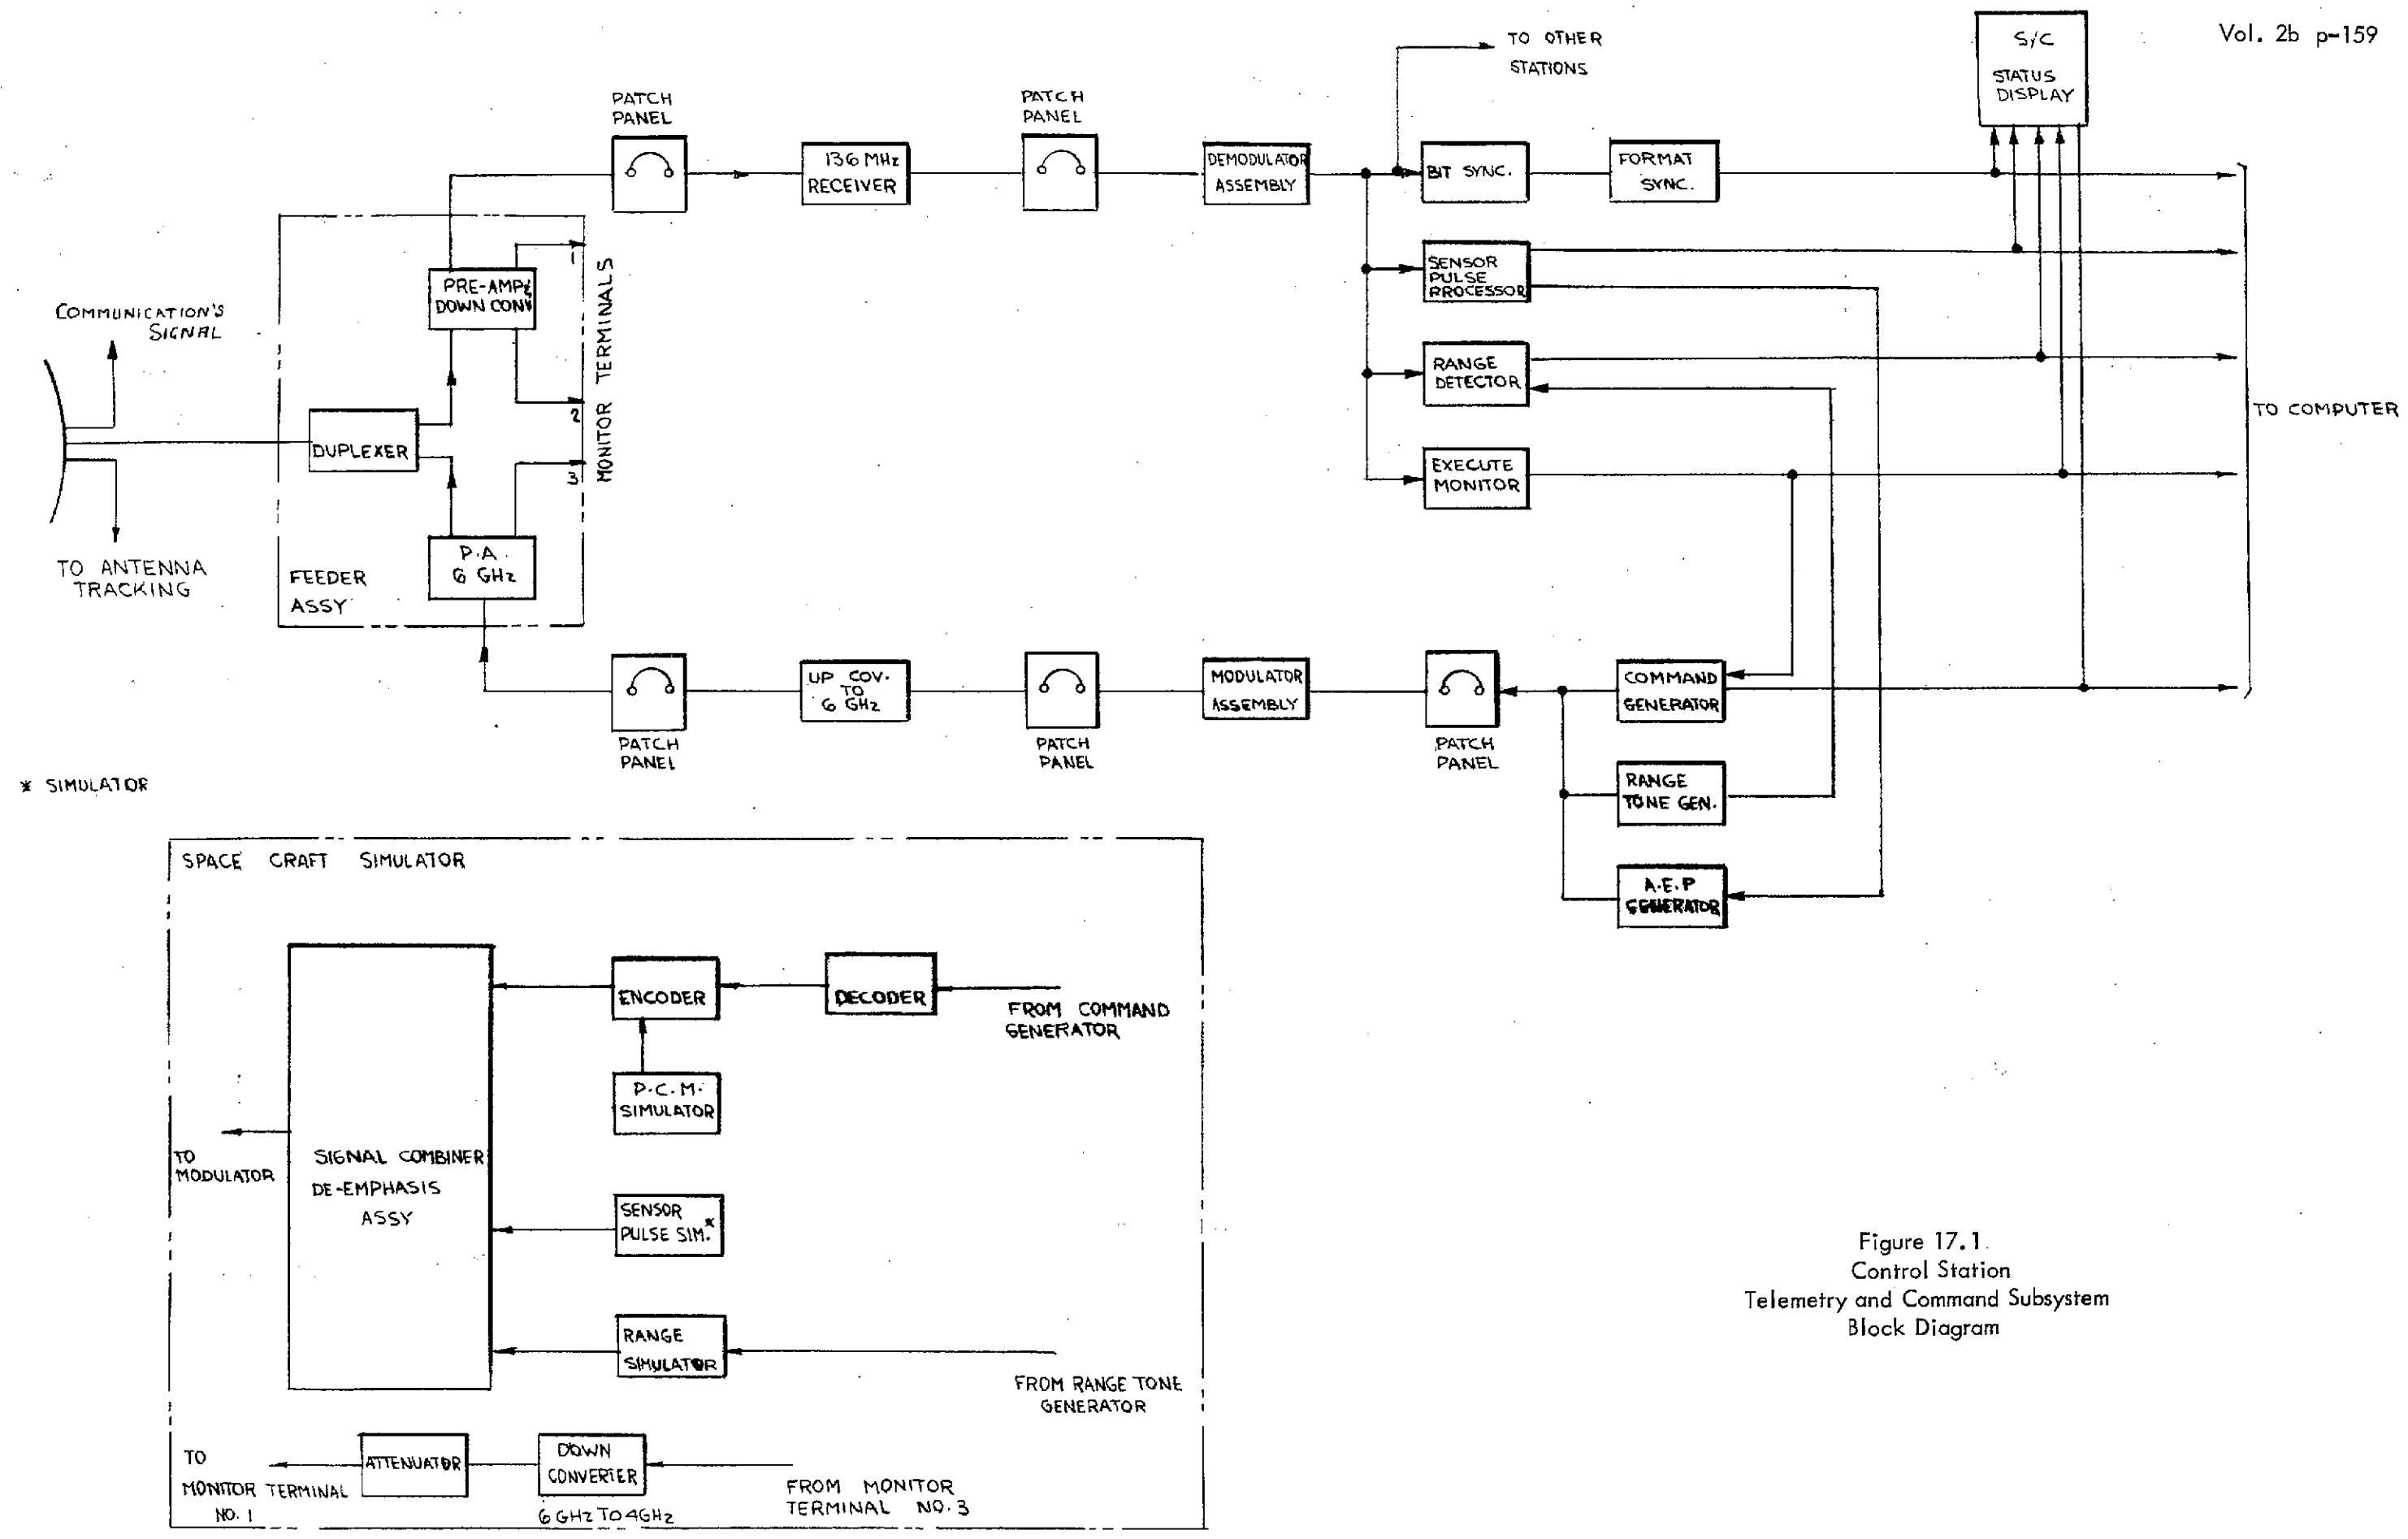 Vol. 2b p-159
TO OTHER
STATIONS
S/C
STATUS
DISPLAY
PATCH
PANEL
PATCH
PANEL
136 MHz
RECEIVER
DEMODULATOR
ASSEMBLY
BIT SYNC.
FORMAT
SYNC.
COMMUNICATION'S
SIGNAL
PRE-AMP &
DOWN CONV
1
2
3
MONITOR TERMINALS
DUPLEXER
P.A.
6 GHz
FEEDER
ASSY
TO ANTENNA
TRACKING
SENSOR
PULSE
PROCESSOR
RANGE
DETECTOR
EXECUTE
MONITOR
TO COMPUTER
UP COV.
TO
6 GHz
MODULATOR
ASSEMBLY
COMMAND
GENERATOR
PATCH
PANEL
PATCH
PANEL
PATCH
PANEL
RANGE
TONE GEN.
A.E.P
GENERATOR
* SIMULATOR
SPACE CRAFT SIMULATOR
ENCODER
DECODER
FROM COMMAND
GENERATOR
P.C.M.
SIMULATOR
TO
MODULATOR
SIGNAL COMBINER
DE-EMPHASIS
ASSY
SENSOR
PULSE SIM.*
RANGE
SIMULATOR
FROM RANGE TONE
GENERATOR
TO
MONITOR TERMINAL
NO. 1
ATTENUATOR
DOWN
CONVERTER
6 GHz TO 4GHz
FROM MONITOR
TERMINAL NO. 3
Figure 17.1
Control Station
Telemetry and Command Subsystem
Block Diagram